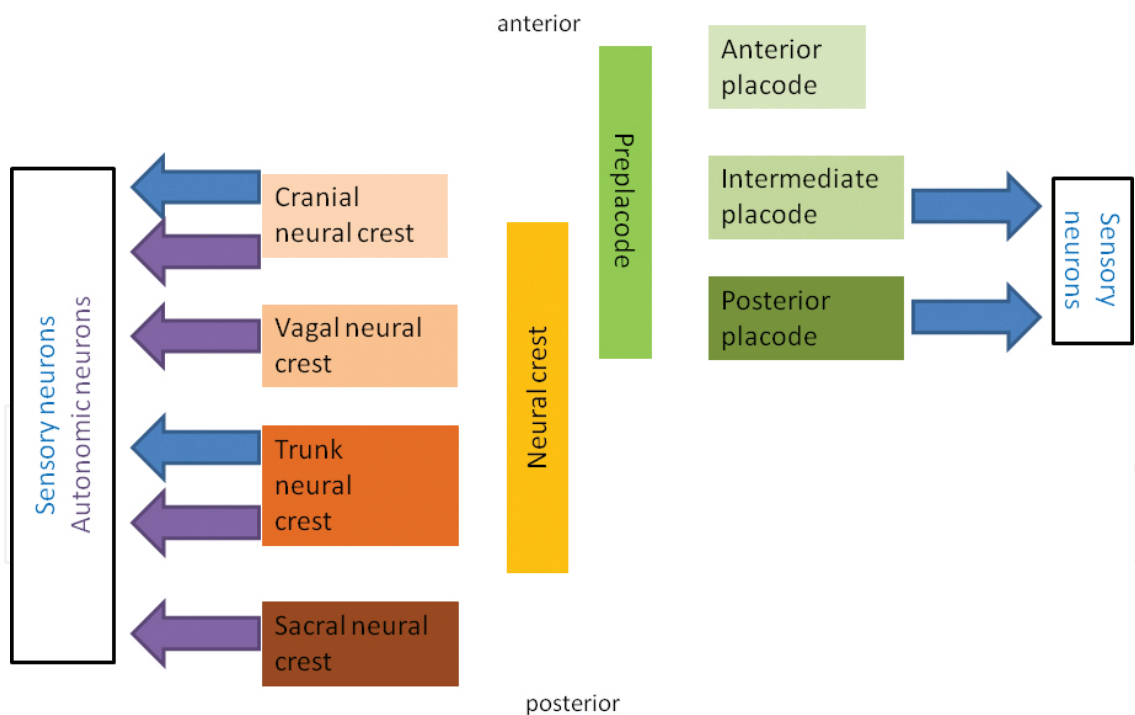 anterior
Anterior
placode
Preplacode
Intermediate
placode
Sensory
neurons
Posterior
placode
Cranial
neural crest
Vagal neural
crest
Neural crest
Sensory neurons
Autonomic neurons
Trunk
neural
crest
Sacral neural
crest
posterior